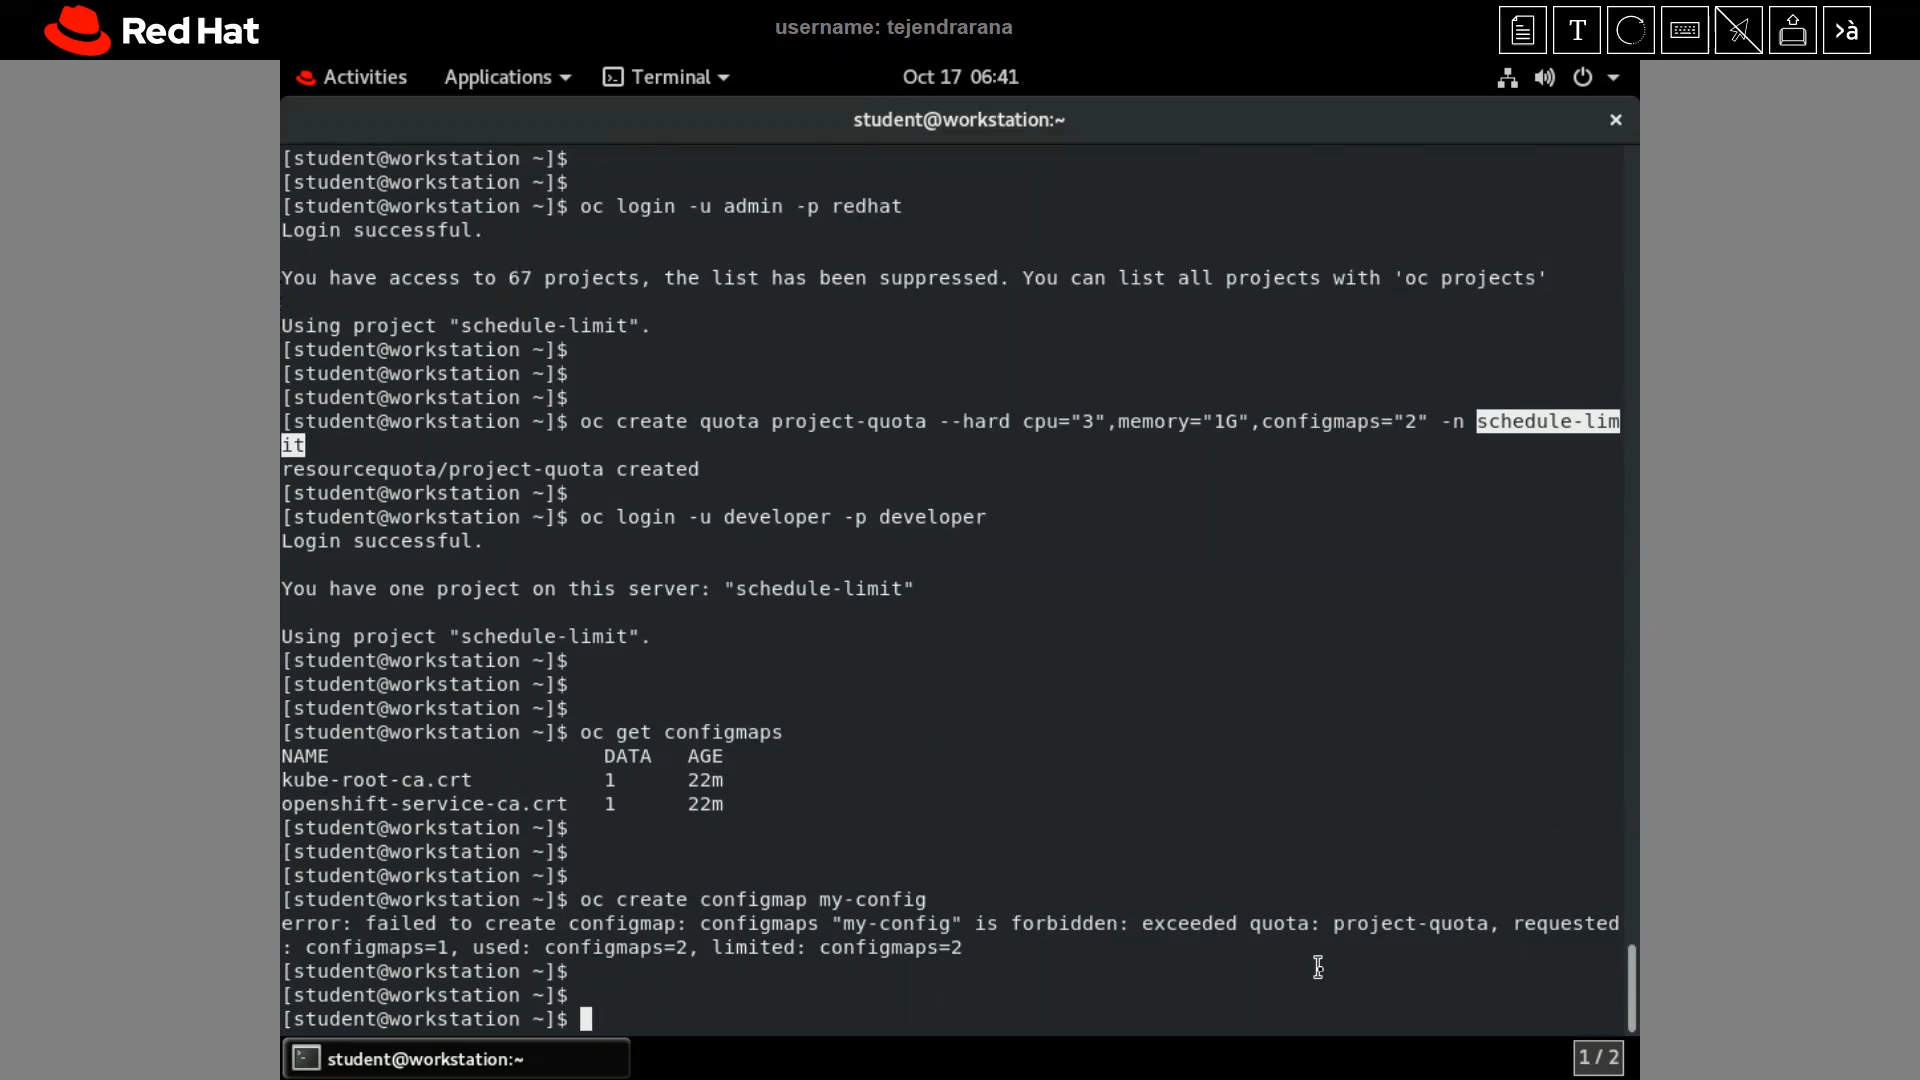 Red Hat
username: tejendrarana
T
>à
Activities Applications Terminal Oct 17 06:41
student@workstation:~ ×
[student@workstation ~]$
[student@workstation ~]$
[student@workstation ~]$ oc login -u admin -p redhat
Login successful.
You have access to 67 projects, the list has been suppressed. You can list all projects with 'oc projects'
Using project "schedule-limit".
[student@workstation ~]$
[student@workstation ~]$
[student@workstation ~]$
[student@workstation ~]$ oc create quota project-quota --hard cpu="3",memory="1G",configmaps="2" -n schedule-lim
it
resourcequota/project-quota created
[student@workstation ~]$
[student@workstation ~]$ oc login -u developer -p developer
Login successful.
You have one project on this server: "schedule-limit"
Using project "schedule-limit".
[student@workstation ~]$
[student@workstation ~]$
[student@workstation ~]$
[student@workstation ~]$ oc get configmaps
NAME DATA AGE
kube-root-ca.crt 1 22m
openshift-service-ca.crt 1 22m
[student@workstation ~]$
[student@workstation ~]$
[student@workstation ~]$
[student@workstation ~]$ oc create configmap my-config
error: failed to create configmap: configmaps "my-config" is forbidden: exceeded quota: project-quota, requested
: configmaps=1, used: configmaps=2, limited: configmaps=2
[student@workstation ~]$
[student@workstation ~]$
[student@workstation ~]$
student@workstation:~ 1 / 2